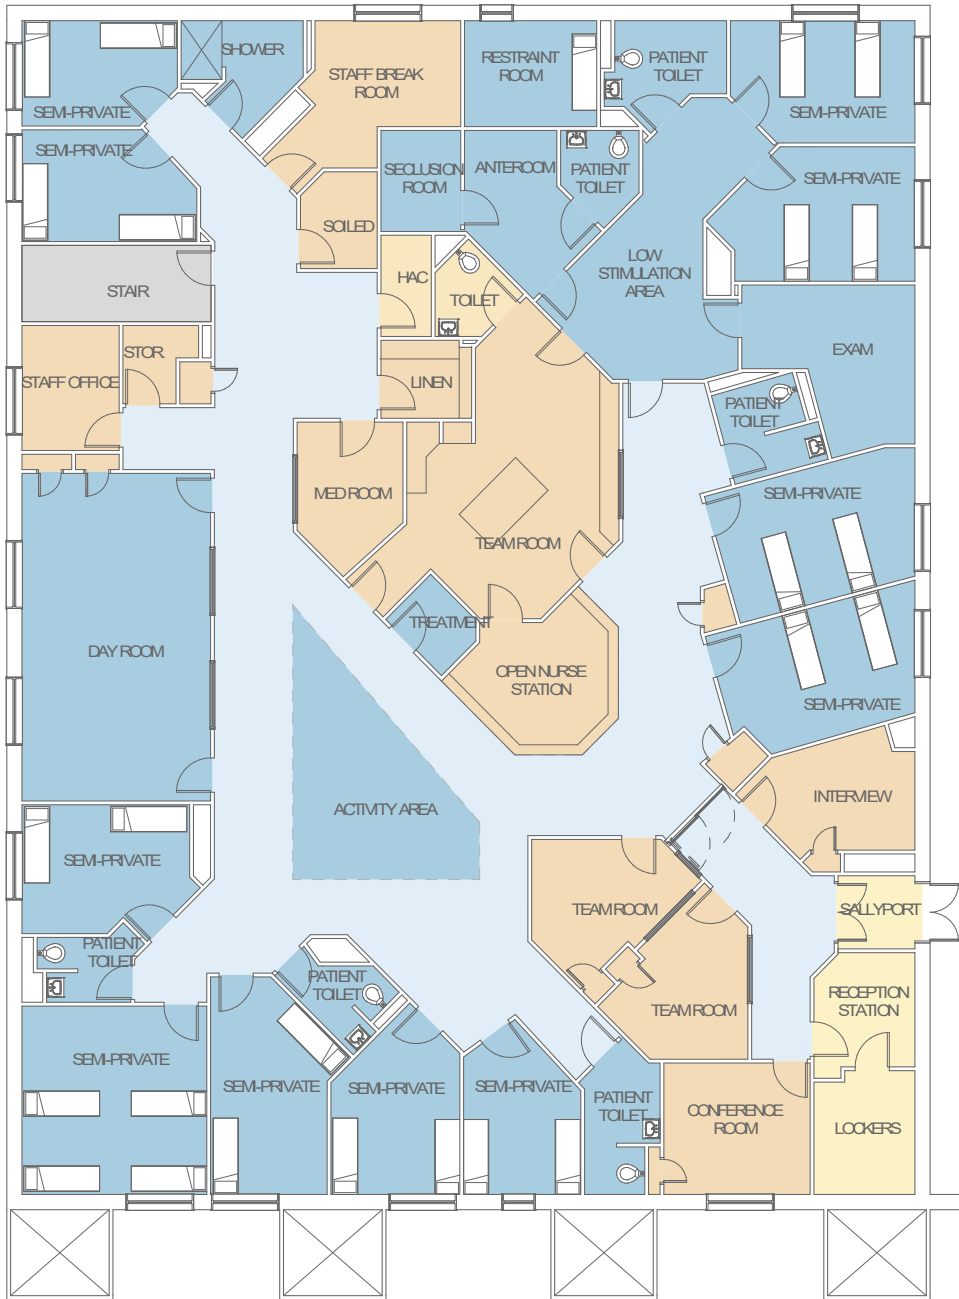 SHOWER
STAFF BREAK
ROOM
RESTRAINT
ROOM
PATIENT
TOILET
SEMI-PRIVATE
SEMI-PRIVATE
SEMI-PRIVATE
SECLUSION
ROOM
ANTEROOM
PATIENT
TOILET
SEMI-PRIVATE
SOILED
LOW
STIMULATION
AREA
STAIR
HAC
TOILET
EXAM
STOR.
STAFF OFFICE
LINEN
PATIENT
TOILET
MED ROOM
SEMI-PRIVATE
TEAM ROOM
TREATMENT
DAY ROOM
OPEN NURSE
STATION
SEMI-PRIVATE
ACTIVITY AREA
INTERVIEW
SEMI-PRIVATE
TEAM ROOM
SALLYPORT
PATIENT
TOILET
PATIENT
TOILET
TEAM ROOM
RECEPTION
STATION
SEMI-PRIVATE
SEMI-PRIVATE
SEMI-PRIVATE
SEMI-PRIVATE
PATIENT
TOILET
CONFERENCE
ROOM
LOCKERS